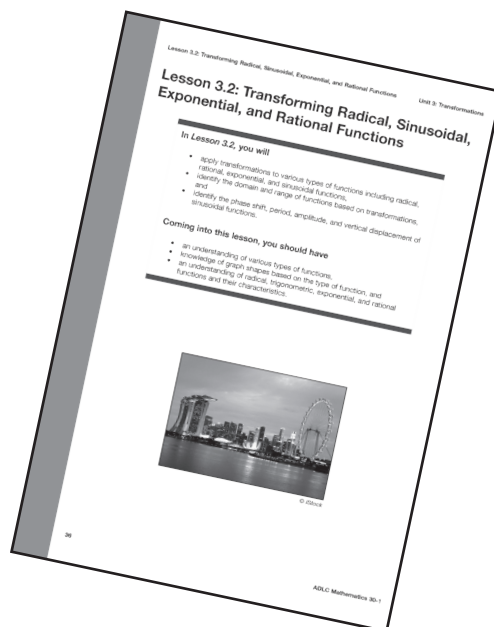 Lesson 3.2: Transforming Radical, Sinusoidal, Exponential, and Rational Functions
Unit 3: Transformations
Lesson 3.2: Transforming Radical, Sinusoidal,
Exponential, and Rational Functions
In Lesson 3.2, you will
• apply transformations to various types of functions including radical,
rational, exponential, and sinusoidal functions,
• identify the domain and range of functions based on transformations,
and
• identify the phase shift, period, amplitude, and vertical displacement of
sinusoidal functions.
Coming into this lesson, you should have
• an understanding of various types of functions,
• knowledge of graph shapes based on the type of function, and
• an understanding of radical, trigonometric, exponential, and rational
functions and their characteristics.
© iStock
36
ADLC Mathematics 30-1